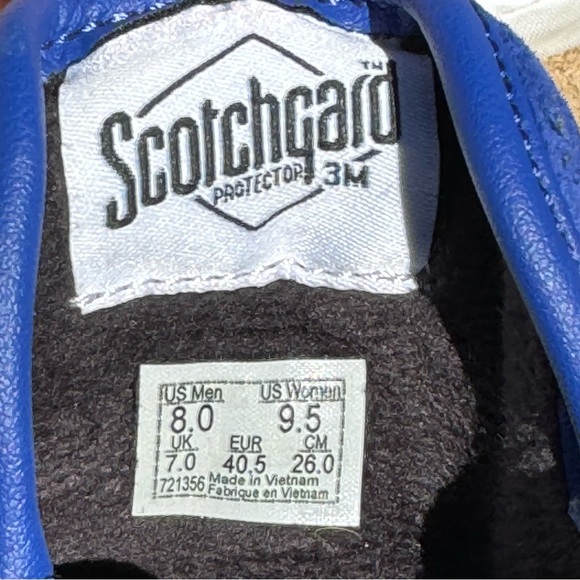 Scotchgard™
PROTECTOR 3M
US Men US Women
8.0 9.5
UK EUR CM
7.0 40.5 26.0
721356 Made in Vietnam
Fabrique en Vietnam